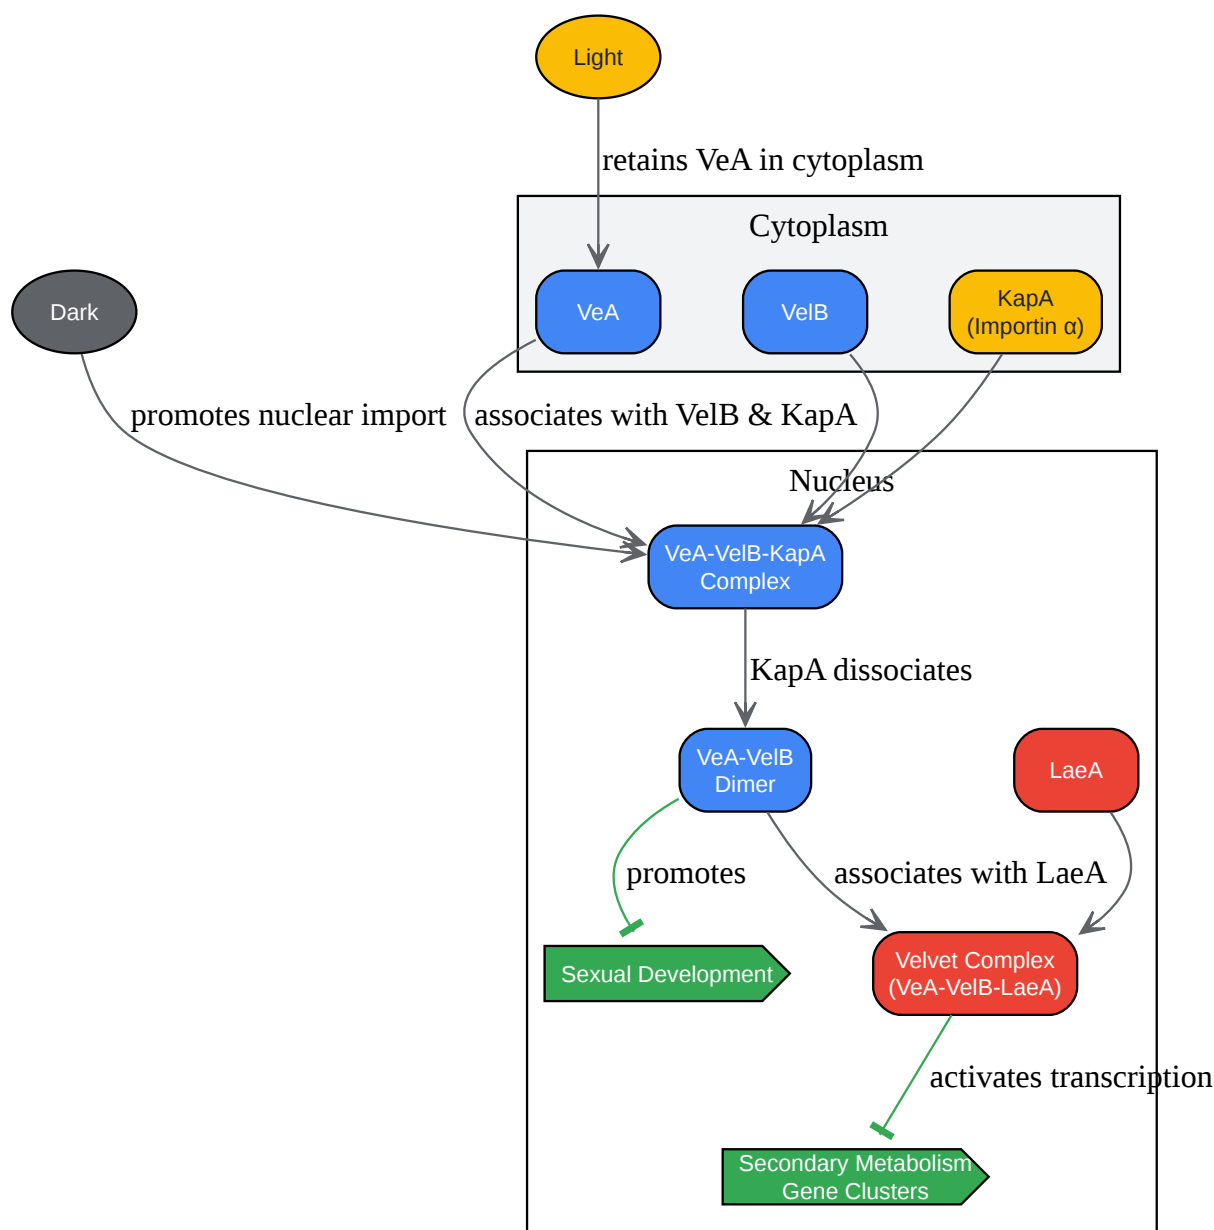 Light
retains VeA in cytoplasm
Cytoplasm
Dark
VeA
VelB
KapA
(Importin α)
promotes nuclear import
associates with VelB & KapA
Nucleus
VeA-VelB-KapA
Complex
KapA dissociates
VeA-VelB
Dimer
LaeA
promotes
associates with LaeA
Sexual Development
Velvet Complex
(VeA-VelB-LaeA)
activates transcription
Secondary Metabolism
Gene Clusters